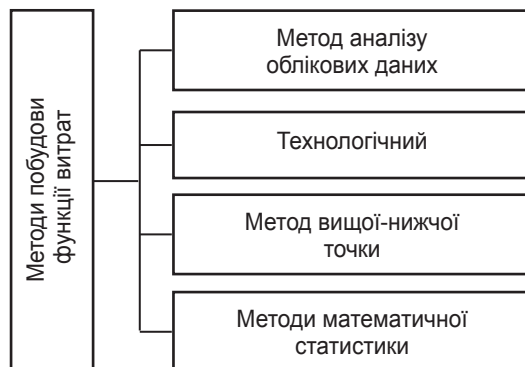 Методи побудови
функції витрат
Метод аналізу
облікових даних
Технологічний
Метод вищої-нижчої
точки
Методи математичної
статистики